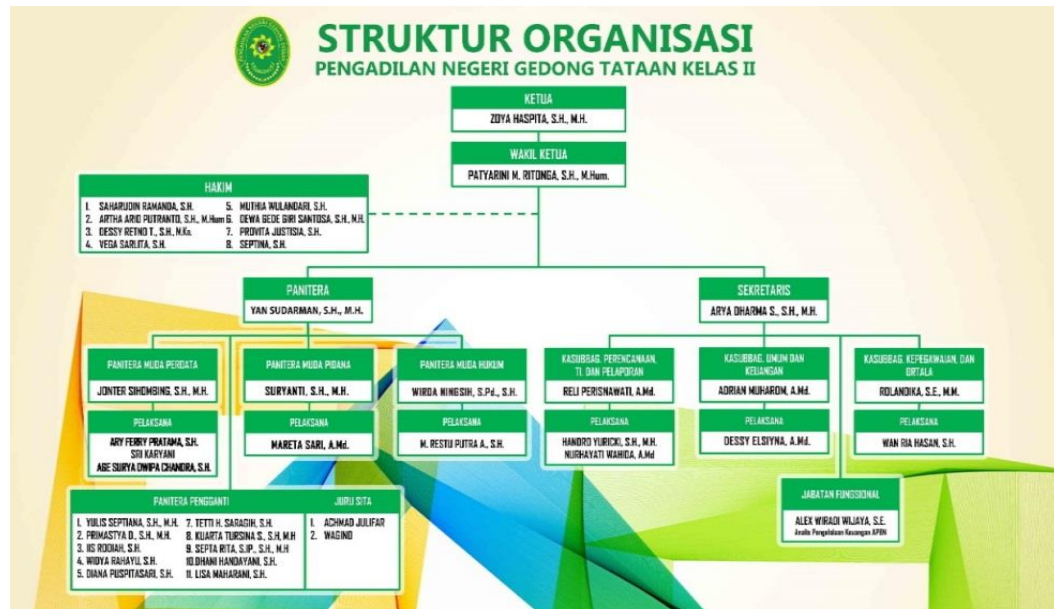 STRUKTUR ORGANISASI
PENGADILAN NEGERI GEDONG TATAAN KELAS II
KETUA
ZOYA HASPITA, S.H., M.H.
WAKIL KETUA
PATYARINI M. RITONGA, S.H., M.Hum.
HAKIM
1. SAHARUDIN RAMANDA, S.H.
2. ARTHA ARIO PUTRANTO, S.H., M.Hum
3. DESSY RETNO T., S.H., M.Kn.
4. VEGA SARLITA, S.H.
5. MUTHIA WULANDARI, S.H.
6. DEWA GEDE GIRI SANTOSA, S.H., M.H.
7. PROVITA JUSTISIA, S.H.
8. SEPTINA, S.H.
PANITERA
YAN SUDARMAN, S.H., M.H.
SEKRETARIS
ARYA DHARMA S., S.H., M.H.
PANITERA MUDA PERDATA
JONTER SIHOMBING, S.H., M.H.
PANITERA MUDA PIDANA
SURYANTI, S.H., M.H.
PANITERA MUDA HUKUM
WIRDA NINGSIH, S.Pd., S.H.
KASUBBAG. PERENCANAAN,
TI, DAN PELAPORAN
RELI PERISNAWATI, A.Md.
KASUBBAG. UMUM DAN
KEUANGAN
ADRIAN MUHAROM, A.Md.
KASUBBAG. KEPEGAWAIAN, DAN
ORTALA
ROLANDIKA, S.E., M.M.
PELAKSANA
ARY FERRY PRATAMA, S.H.
SRI KARYANI
AGE SURYA DWIPA CHANDRA, S.H.
PELAKSANA
MARETA SARI, A.Md.
PELAKSANA
M. RESTU PUTRA A., S.H.
PELAKSANA
HANDRO YURICKI, S.H., M.H.
NURHAYATI WAHIDA, A.Md
PELAKSANA
DESSY ELSIYNA, A.Md.
PELAKSANA
WAN RIA HASAN, S.H.
PANITERA PENGGANTI
1. YULIS SEPTIANA, S.H., M.H.
2. PRIMASTYA D., S.H., M.H.
3. IIS RODIAH, S.H.
4. WIDYA RAHAYU, S.H.
5. DIANA PUSPITASARI, S.H.
7. TETTI H. SARAGIH, S.H.
8. KUARTA TURSINA S., S.H, M.H
9. SEPTA RITA, S.IP., S.H., M.H
10. DHANI HANDAYANI, S.H.
11. LISA MAHARANI, S.H.
JURU SITA
1. ACHMAD JULIFAR
2. WAGINO
JABATAN FUNGSIONAL
ALEX WIRADI WIJAYA, S.E.
Analis Pengelolaan Keuangan APBN